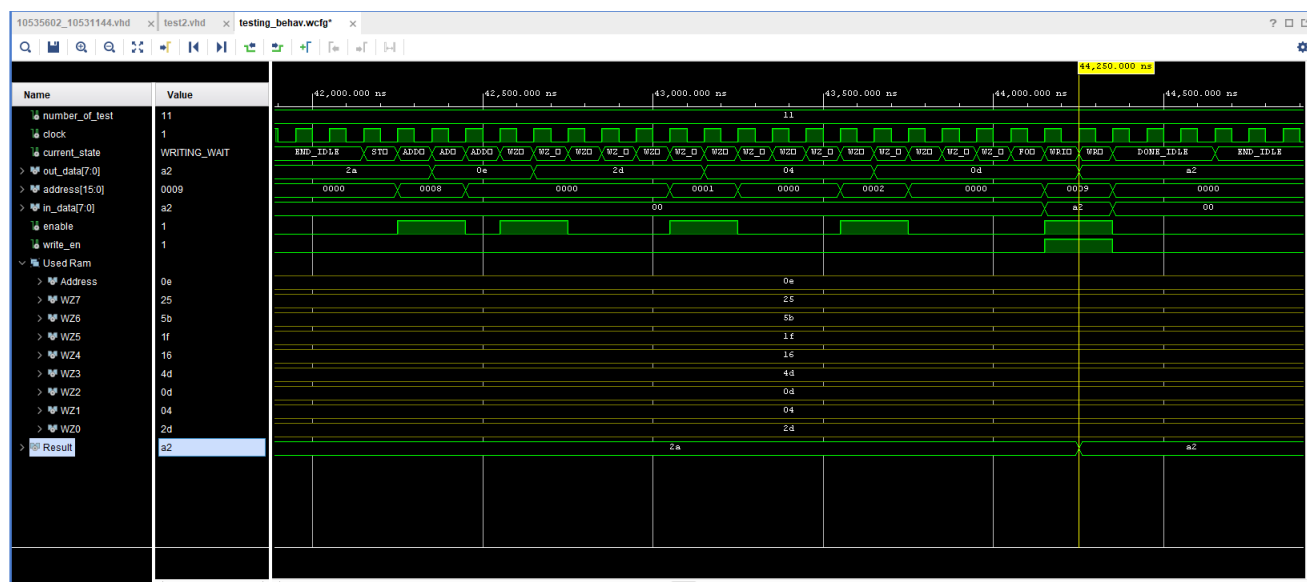 10535602_10531144.vhd × test2.vhd × testing_behav.wcfg* ×
44,250.000 ns
Name Value 42,000.000 ns 42,500.000 ns 43,000.000 ns 43,500.000 ns 44,000.000 ns 44,500.000 ns
number_of_test 11 11
clock 1
current_state WRITING_WAIT END_IDLE DONE_IDLE END_IDLE
out_data[7:0] a2 2a 0e 2d 04 0d a2
address[15:0] 0009 0000 0008 0000 0001 0000 0002 0000 0009 0000
in_data[7:0] a2 00 a2 00
enable 1
write_en 1
Used Ram
Address 0e 0e
WZ7 25 25
WZ6 5b 5b
WZ5 1f 1f
WZ4 16 16
WZ3 4d 4d
WZ2 0d 0d
WZ1 04 04
WZ0 2d 2d
Result a2 2a a2